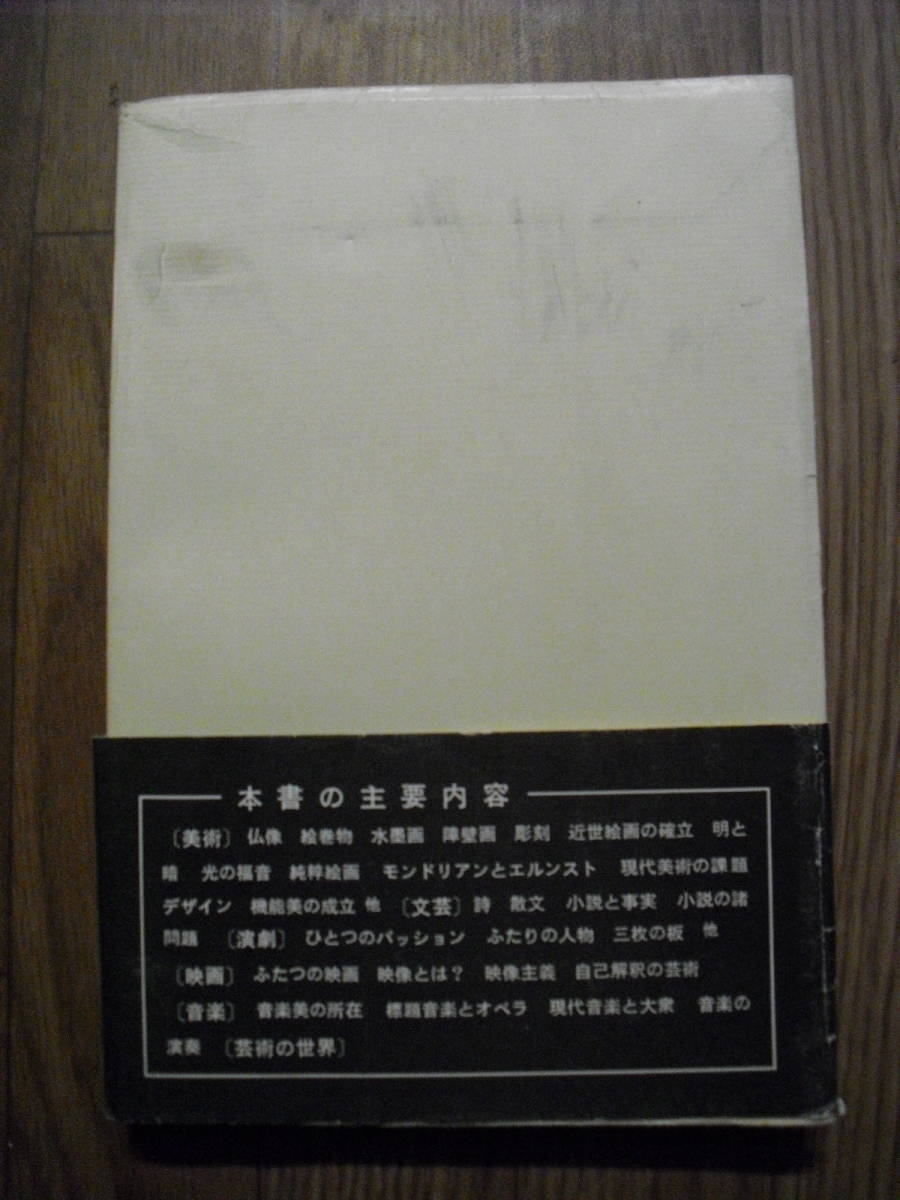 本書の主要内容
〔美術〕 仏像 絵巻物 水墨画 障壁画 彫刻 近世絵画の確立 明と
暗 光の福音 純粋絵画 モンドリアンとエルンスト 現代美術の課題
デザイン 機能美の成立 他 〔文芸〕 詩 散文 小説と事実 小説の諸
問題 〔演劇〕 ひとつのパッション ふたりの人物 三枚の板 他
〔映画〕 ふたつの映画 映像とは? 映像主義 自己解釈の芸術
〔音楽〕 音楽美の所在 標題音楽とオペラ 現代音楽と大衆 音楽の
演奏 〔芸術の世界〕